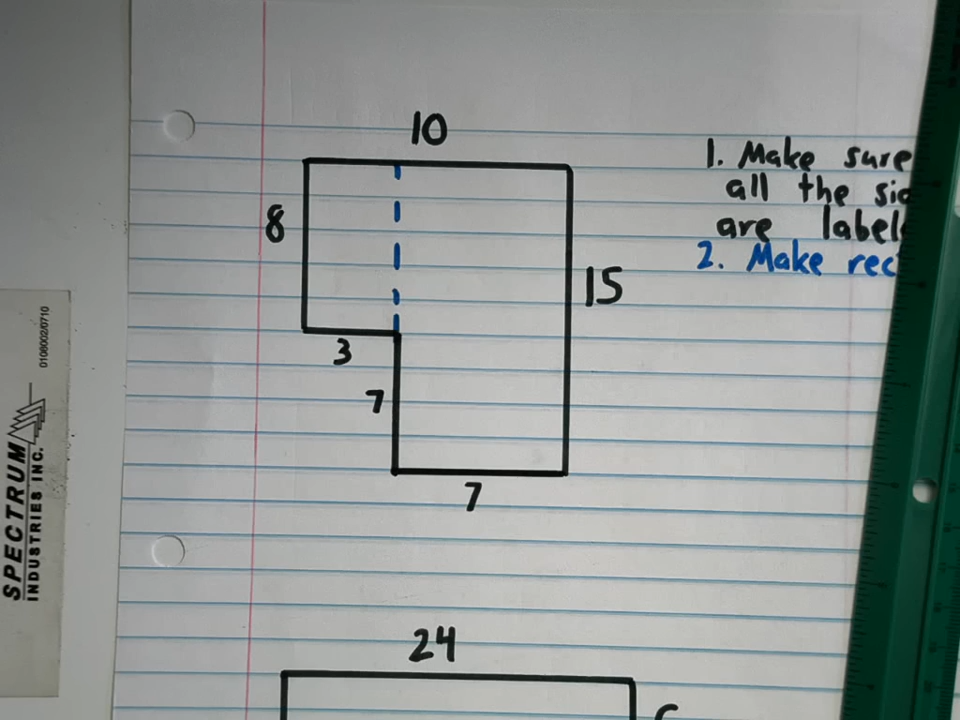 10
1. Make sure
all the
8
are
2. Make
15
3
7
7
24
0108002/0710
SPECTRUM
INDUSTRIES INC.